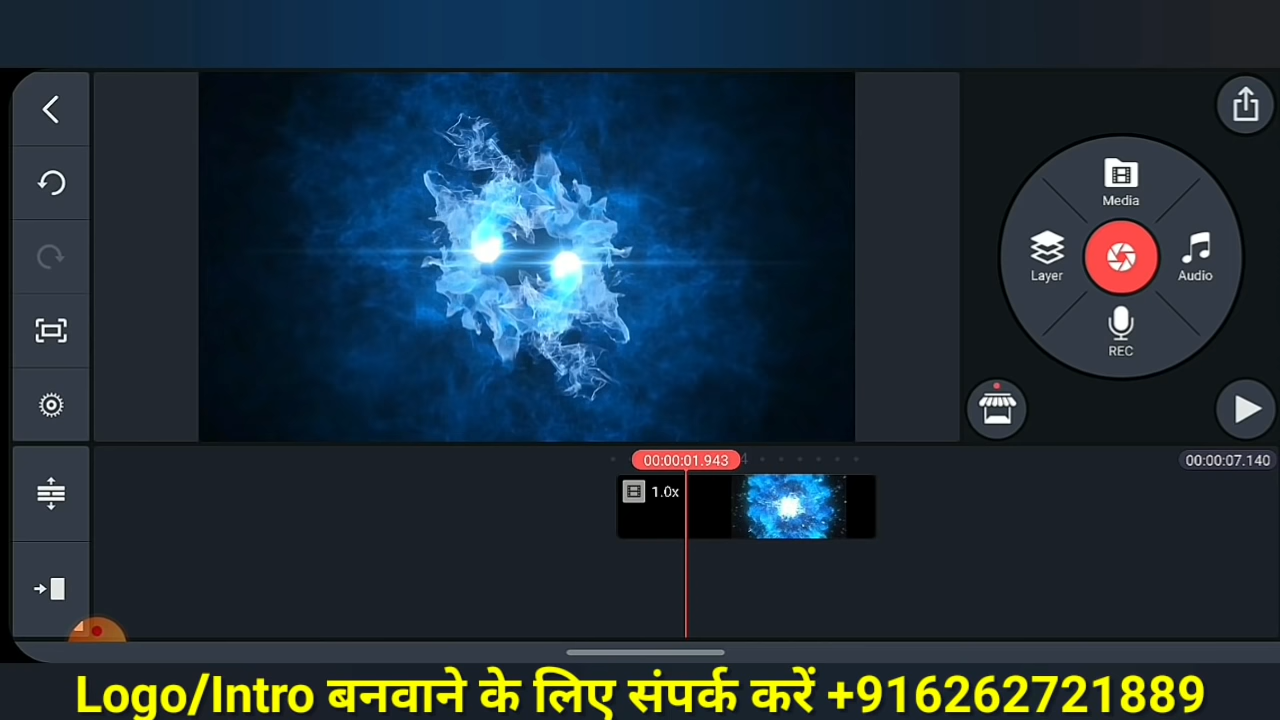 Media
Layer
Audio
REC
00:00:01.943
4
00:00:07.140
1.0x
Logo/Intro बनवाने के लिए संपर्क करें +916262721889